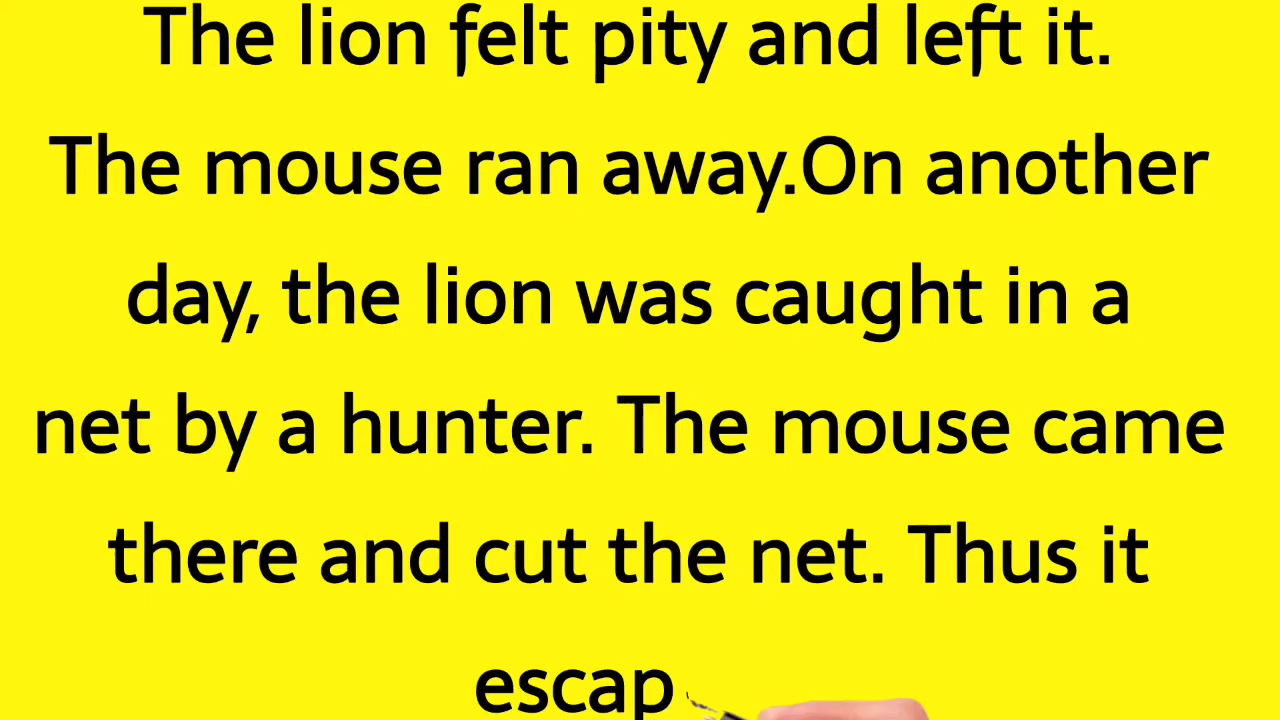 The lion felt pity and left it.
The mouse ran away.On another
day, the lion was caught in a
net by a hunter. The mouse came
there and cut the net. Thus it
escap